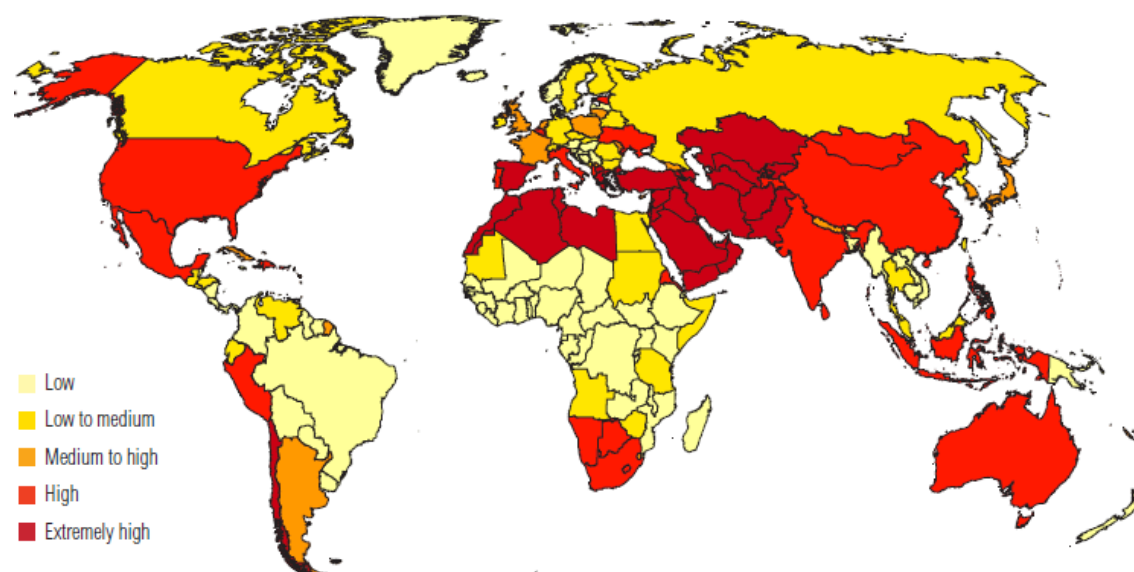 Low
Low to medium
Medium to high
High
Extremely high